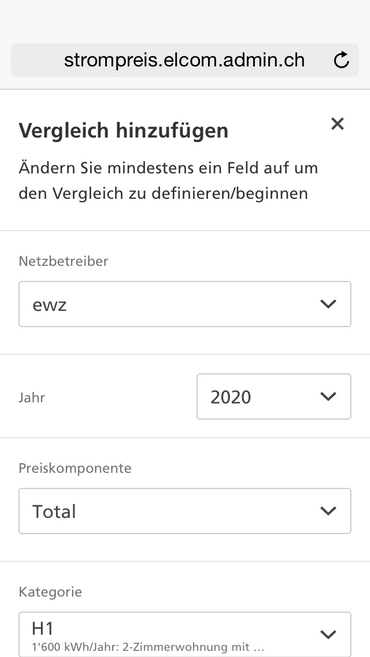 strompreis.elcom.admin.ch
Vergleich hinzufügen
Ändern Sie mindestens ein Feld auf um
den Vergleich zu definieren/beginnen
Netzbetreiber
ewz
Jahr
2020
Preiskomponente
Total
Kategorie
H1
1'600 kWh/Jahr: 2-Zimmerwohnung mit ...